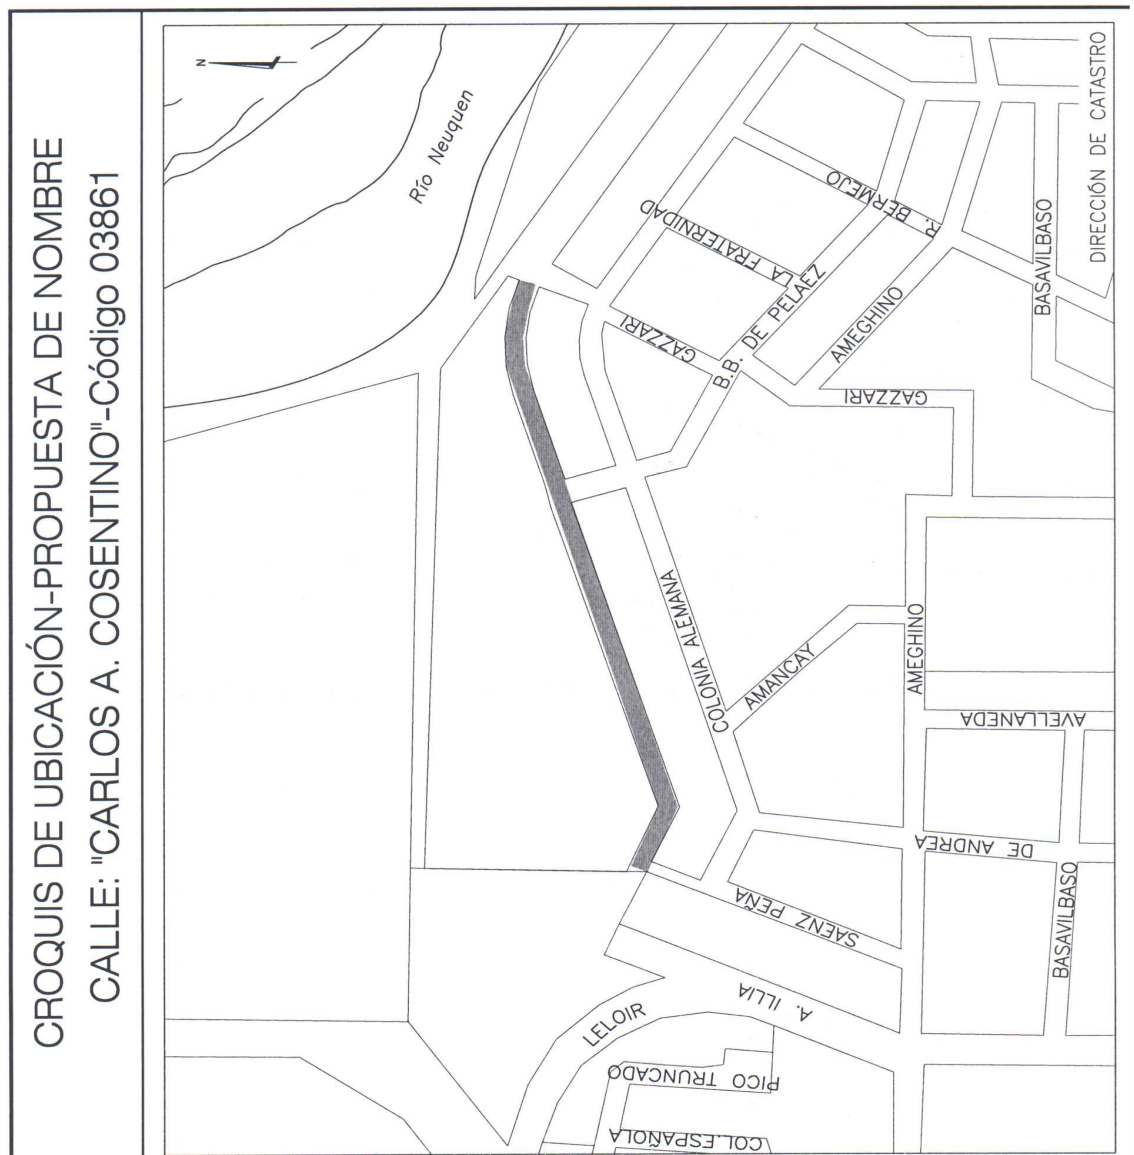 CROQUIS DE UBICACIÓN-PROPUESTA DE NOMBRE
CALLE: "CARLOS A. COSENTINO"-Código 03861
N
Río Neuquen
BERMEJO R.
LA FRATERNIDAD
GAZZARI
B.B. DE PELAEZ
AMEGHINO
GAZZARI
BASAVILBASO
COLONIA ALEMANA
AMANCAY
AMEGHINO
AVELLANEDA
DE ANDREA
SAENZ PEÑA
BASAVILBASO
A. ILLIA
LELOIR
PICO TRUNCADO
COL.ESPAÑOLA
DIRECCIÓN DE CATASTRO